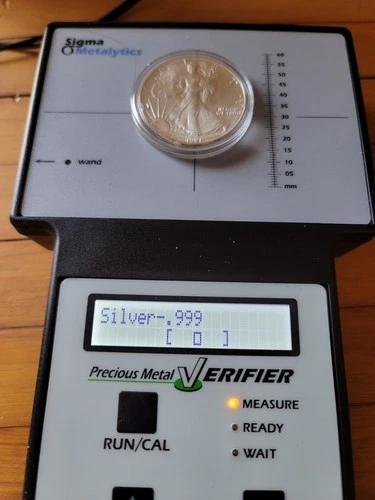 Sigma
Metalytics
60
55
50
45
40
35
30
25
20
15
10
05
mm
wand
Silver-.999
[ ▯ ]
Precious Metal VERIFIER
MEASURE
READY
WAIT
RUN/CAL